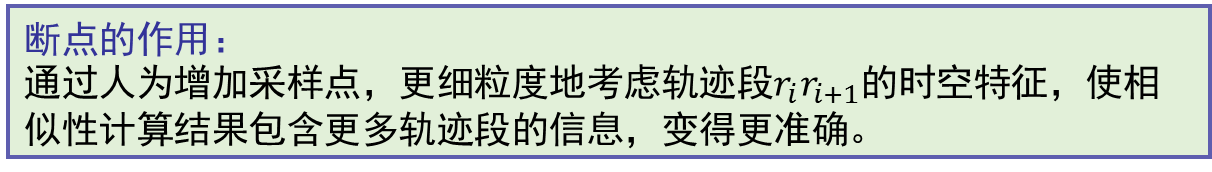 断点的作用：
通过人为增加采样点，更细粒度地考虑轨迹段rᵢrᵢ₊₁的时空特征，使相
似性计算结果包含更多轨迹段的信息，变得更准确。